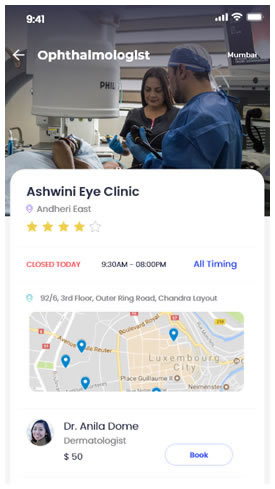 9:41
Ophthalmologist
Mumbai
PHIL
Ashwini Eye Clinic
Andheri East
CLOSED TODAY 9:30AM - 08:00PM All Timing
92/6, 3rd Floor, Outer Ring Road, Chandra Layout
Boulevard Royal
Avenue de la Reuter
Luxembourg
City
Place Guillaume II
Neimenster
Dr. Anila Dome
Dermatologist
$ 50
Book